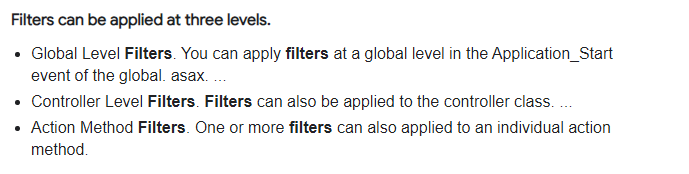 Filters can be applied at three levels.
• Global Level Filters. You can apply filters at a global level in the Application_Start
event of the global. asax. ...
• Controller Level Filters. Filters can also be applied to the controller class. ...
• Action Method Filters. One or more filters can also applied to an individual action
method.